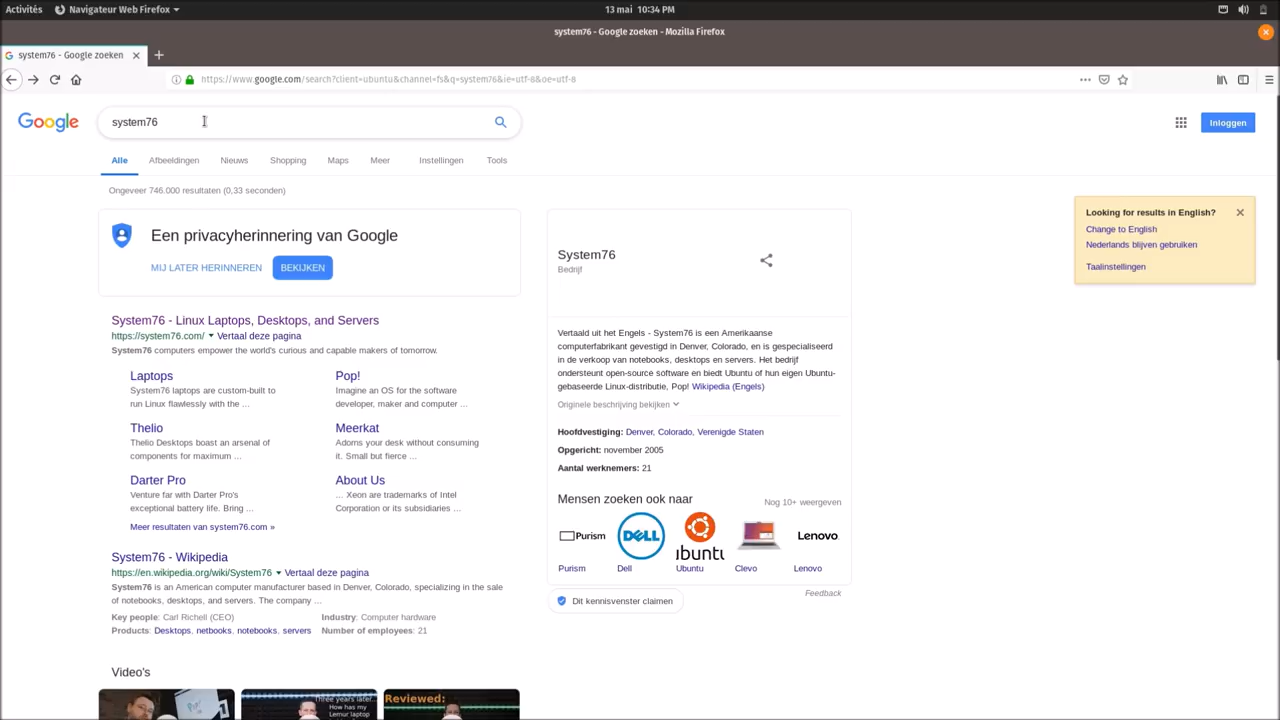 Activités
Navigateur Web Firefox
13 mai 10:34 PM
system76 - Google zoeken - Mozilla Firefox
system76 - Google zoeken
https://www.google.com/search?client=ubuntu&channel=fs&q=system76&ie=utf-8&oe=utf-8
Google
system76
Inloggen
Alle
Afbeeldingen
Nieuws
Shopping
Maps
Meer
Instellingen
Tools
Ongeveer 746.000 resultaten (0,33 seconden)
Een privacyherinnering van Google
MIJ LATER HERINNEREN
BEKIJKEN
System76 - Linux Laptops, Desktops, and Servers
https://system76.com/ Vertaal deze pagina
System76 computers empower the world's curious and capable makers of tomorrow.
Laptops
System76 laptops are custom-built to
run Linux flawlessly with the ...
Pop!
Imagine an OS for the software
developer, maker and computer ...
Thelio
Thelio Desktops boast an arsenal of
components for maximum ...
Meerkat
Adorns your desk without consuming
it. Small but fierce ...
Darter Pro
Venture far with Darter Pro's
exceptional battery life. Bring ...
About Us
... Xeon are trademarks of Intel
Corporation or its subsidiaries ...
Meer resultaten van system76.com »
System76 - Wikipedia
https://en.wikipedia.org/wiki/System76 Vertaal deze pagina
System76 is an American computer manufacturer based in Denver, Colorado, specializing in the sale
of notebooks, desktops, and servers. The company ...
Key people: Carl Richell (CEO)
Industry: Computer hardware
Products: Desktops, netbooks, notebooks, servers
Number of employees: 21
Video's
Three years later...
How has my
Lemur laptop
Reviewed:
System76
Bedrijf
Vertaald uit het Engels - System76 is een Amerikaanse
computerfabrikant gevestigd in Denver, Colorado, en is gespecialiseerd
in de verkoop van notebooks, desktops en servers. Het bedrijf
ondersteunt open-source software en biedt Ubuntu of hun eigen Ubuntu-
gebaseerde Linux-distributie, Pop! Wikipedia (Engels)
Originele beschrijving bekijken
Hoofdvestiging: Denver, Colorado, Verenigde Staten
Opgericht: november 2005
Aantal werknemers: 21
Mensen zoeken ook naar
Nog 10+ weergeven
Purism
DELL
ubuntu
Lenovo
Purism
Dell
Ubuntu
Clevo
Lenovo
Feedback
Dit kennisvenster claimen
Looking for results in English?
Change to English
Nederlands blijven gebruiken
Taalinstellingen